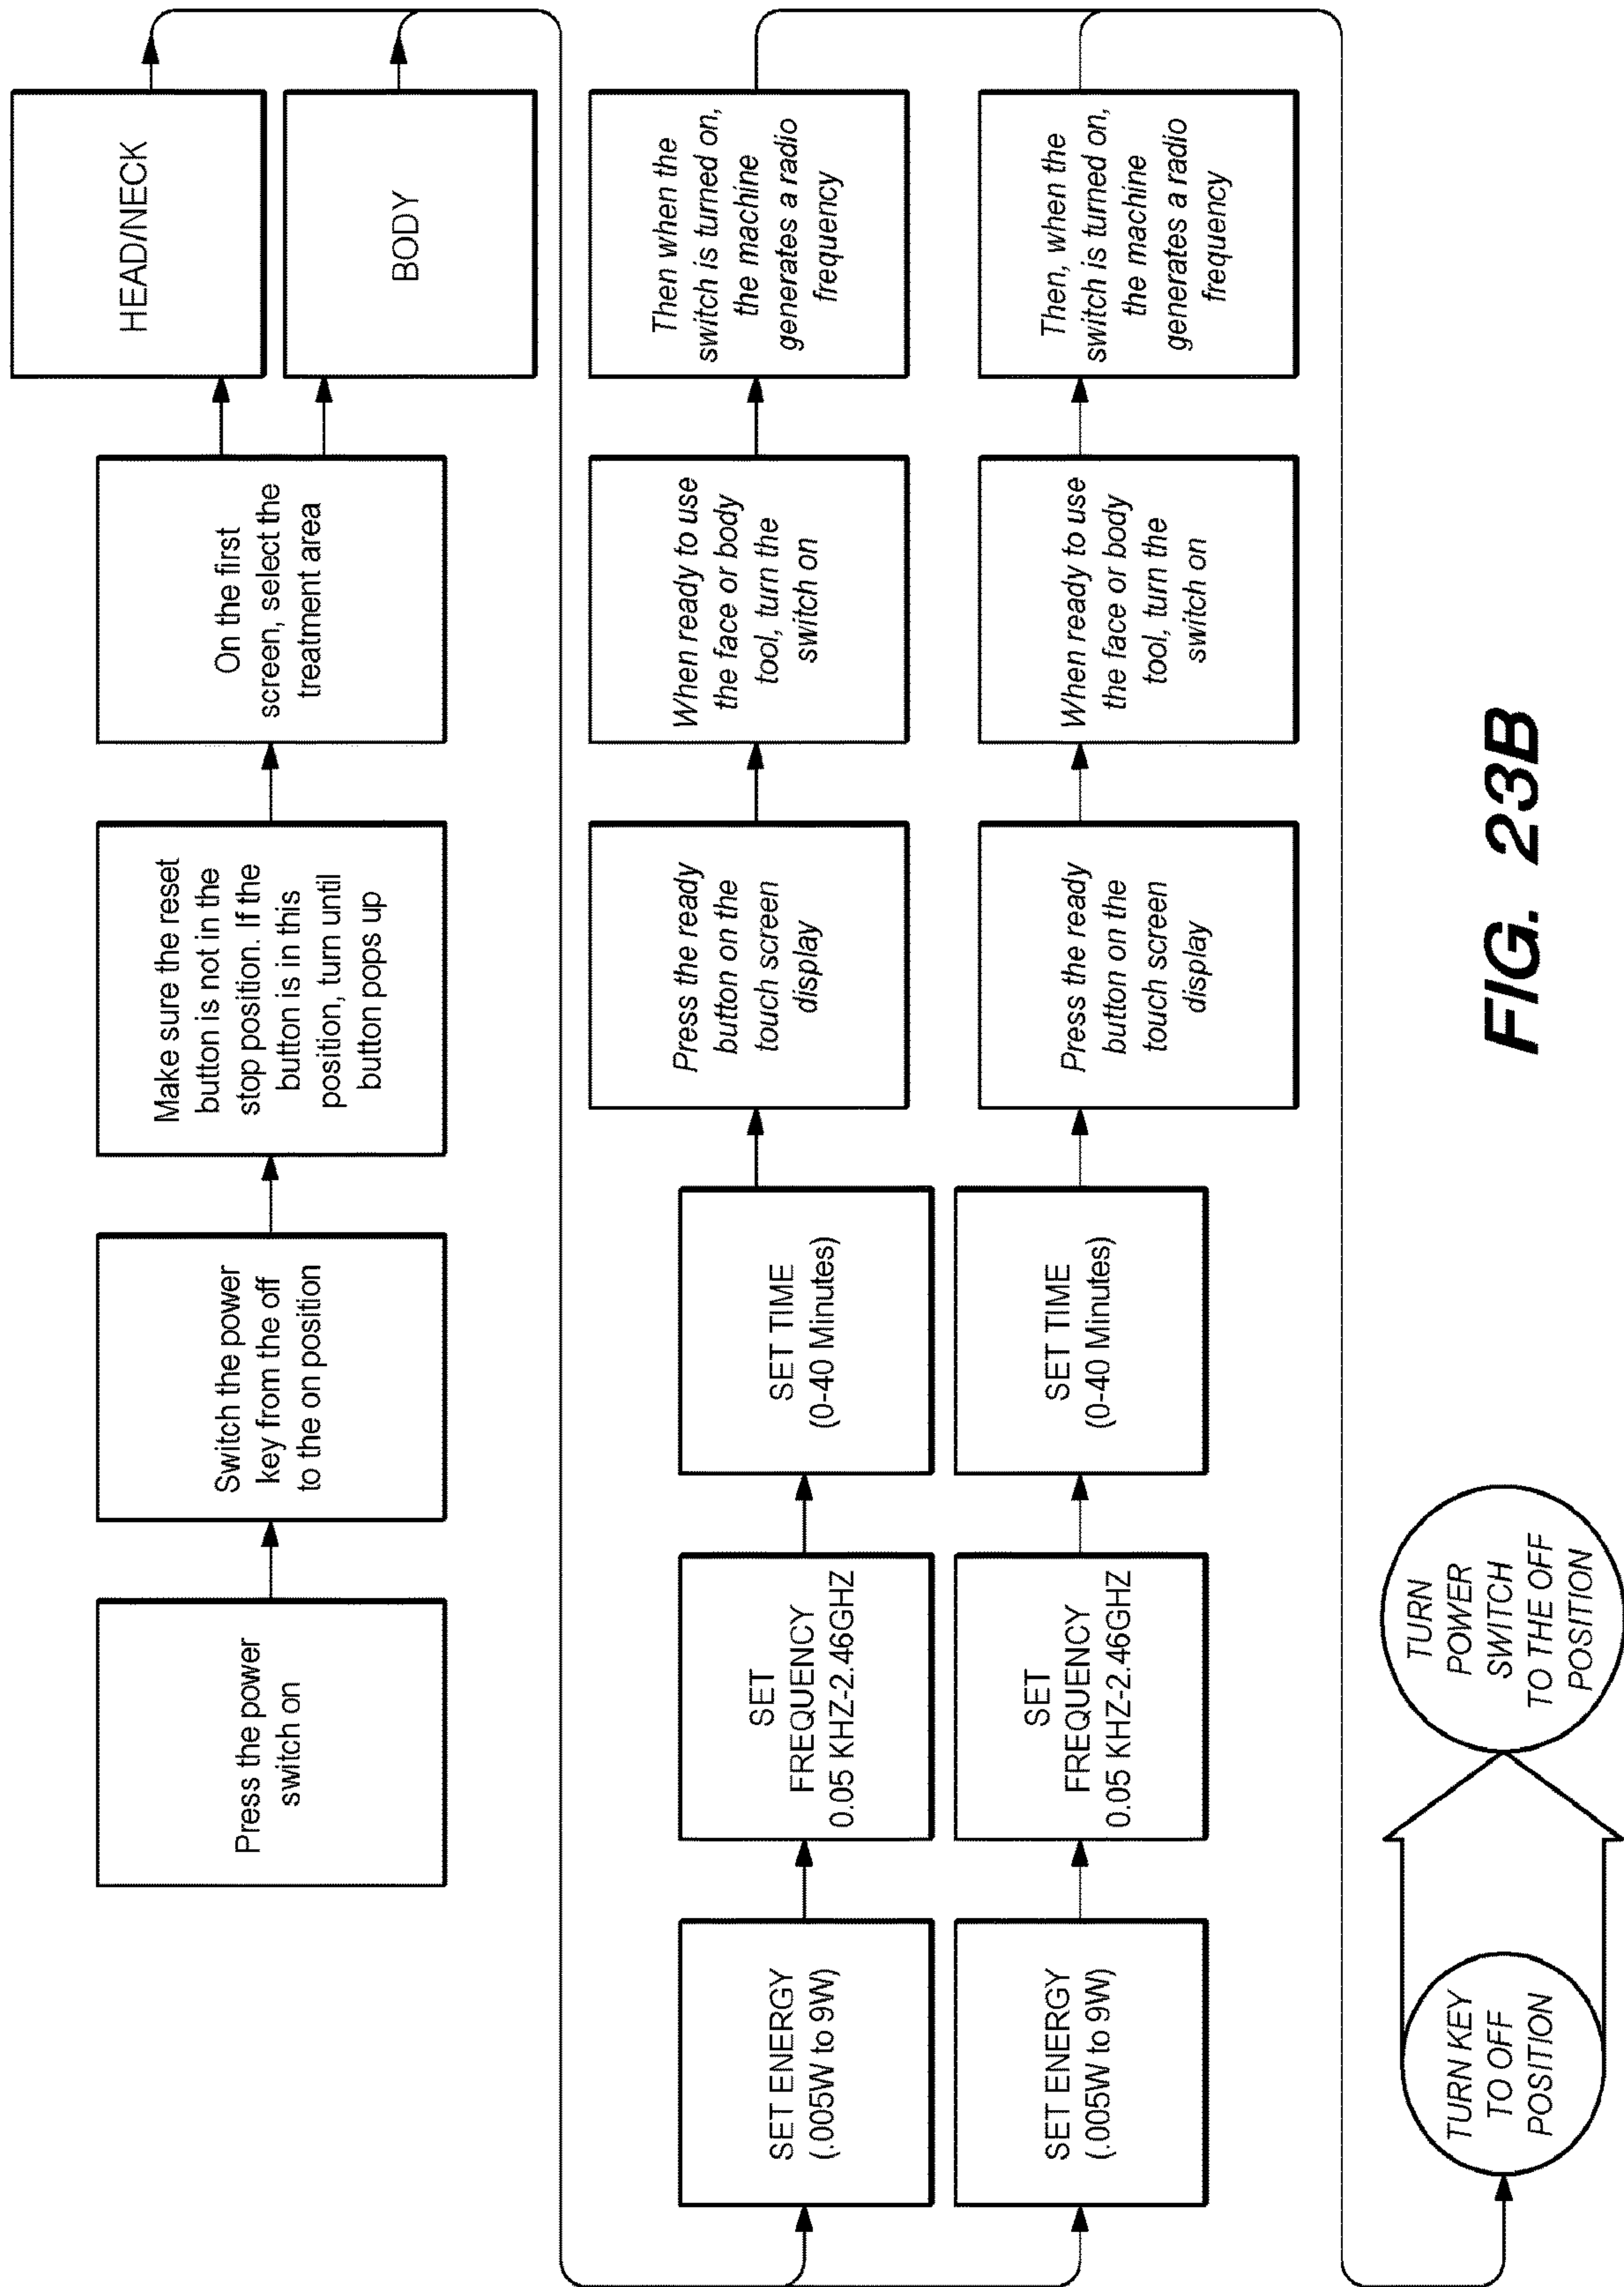 Press the power
switch on
Switch the power
key from the off
to the on position
Make sure the reset
button is not in the
stop position. If the
button is in this
position, turn until
button pops up
On the first
screen, select the
treatment area
HEAD/NECK
BODY
SET ENERGY
(.005W to 9W)
SET
FREQUENCY
0.05 KHZ-2.46GHZ
SET TIME
(0-40 Minutes)
Press the ready
button on the
touch screen
display
When ready to use
the face or body
tool, turn the
switch on
Then when the
switch is turned on,
the machine
generates a radio
frequency
SET ENERGY
(.005W to 9W)
SET
FREQUENCY
0.05 KHZ-2.46GHZ
SET TIME
(0-40 Minutes)
Press the ready
button on the
touch screen
display
When ready to use
the face or body
tool, turn the
switch on
Then, when the
switch is turned on,
the machine
generates a radio
frequency
TURN KEY
TO OFF
POSITION
TURN
POWER
SWITCH
TO THE OFF
POSITION
FIG. 23B